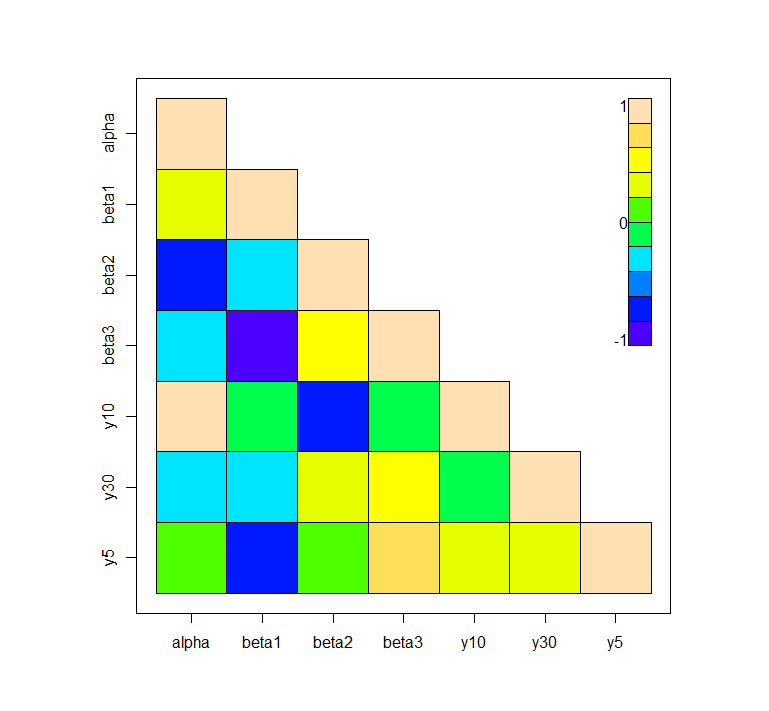 alpha
beta1
beta2
beta3
y10
y30
y5
1
0
-1
alpha beta1 beta2 beta3 y10 y30 y5